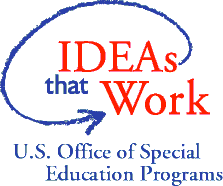 IDEAs
that Work
U.S. Office of Special
Education Programs